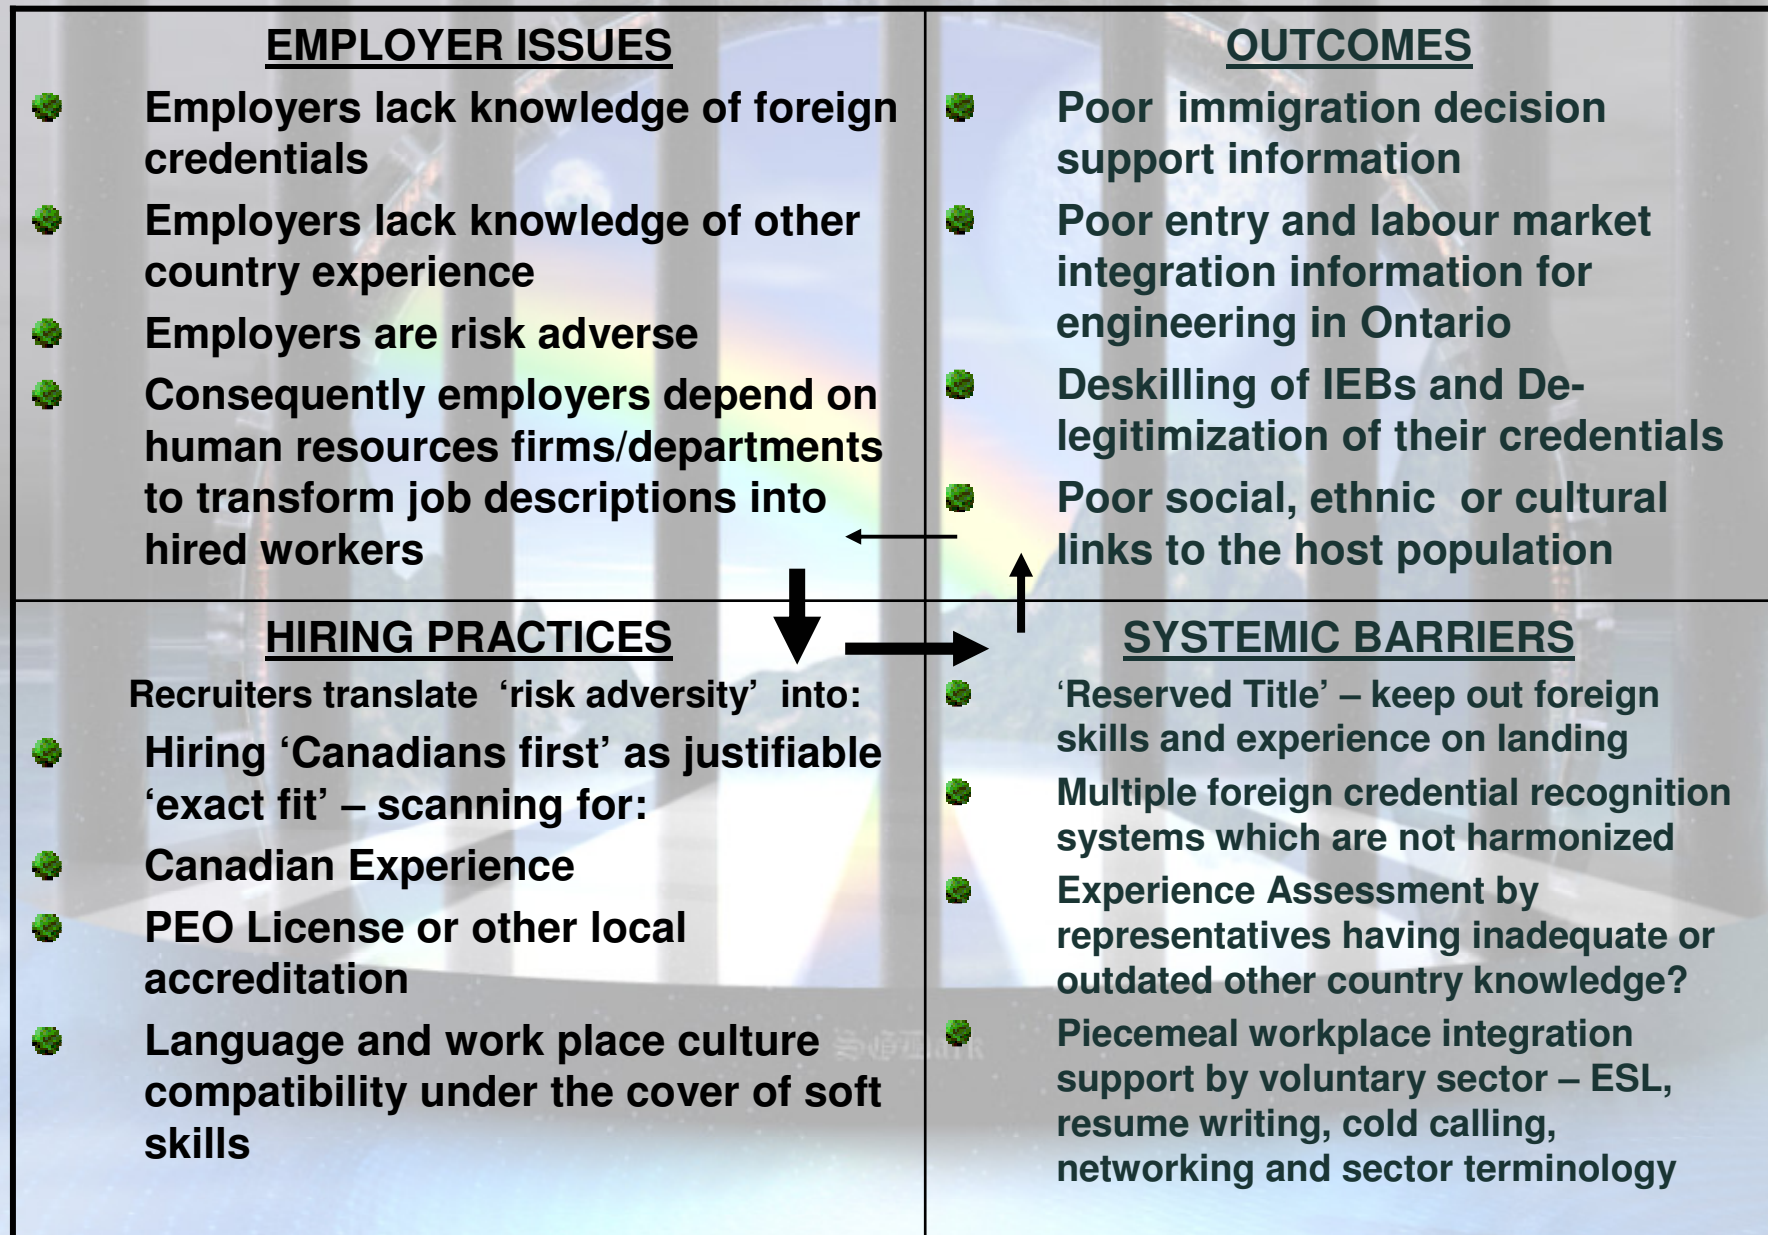 EMPLOYER ISSUES
Employers lack knowledge of foreign
credentials
Employers lack knowledge of other
country experience
Employers are risk adverse
Consequently employers depend on
human resources firms/departments
to transform job descriptions into
hired workers
OUTCOMES
Poor  immigration decision
support information
Poor entry and labour market
integration information for
engineering in Ontario
Deskilling of IEBs and De-
legitimization of their credentials
Poor social, ethnic  or cultural
links to the host population
HIRING PRACTICES
Recruiters translate  ‘risk adversity’  into:
Hiring ‘Canadians first’ as justifiable
‘exact fit’ – scanning for:
Canadian Experience
PEO License or other local
accreditation
Language and work place culture
compatibility under the cover of soft
skills
SYSTEMIC BARRIERS
‘Reserved Title’ – keep out foreign
skills and experience on landing
Multiple foreign credential recognition
systems which are not harmonized
Experience Assessment by
representatives having inadequate or
outdated other country knowledge?
Piecemeal workplace integration
support by voluntary sector – ESL,
resume writing, cold calling,
networking and sector terminology